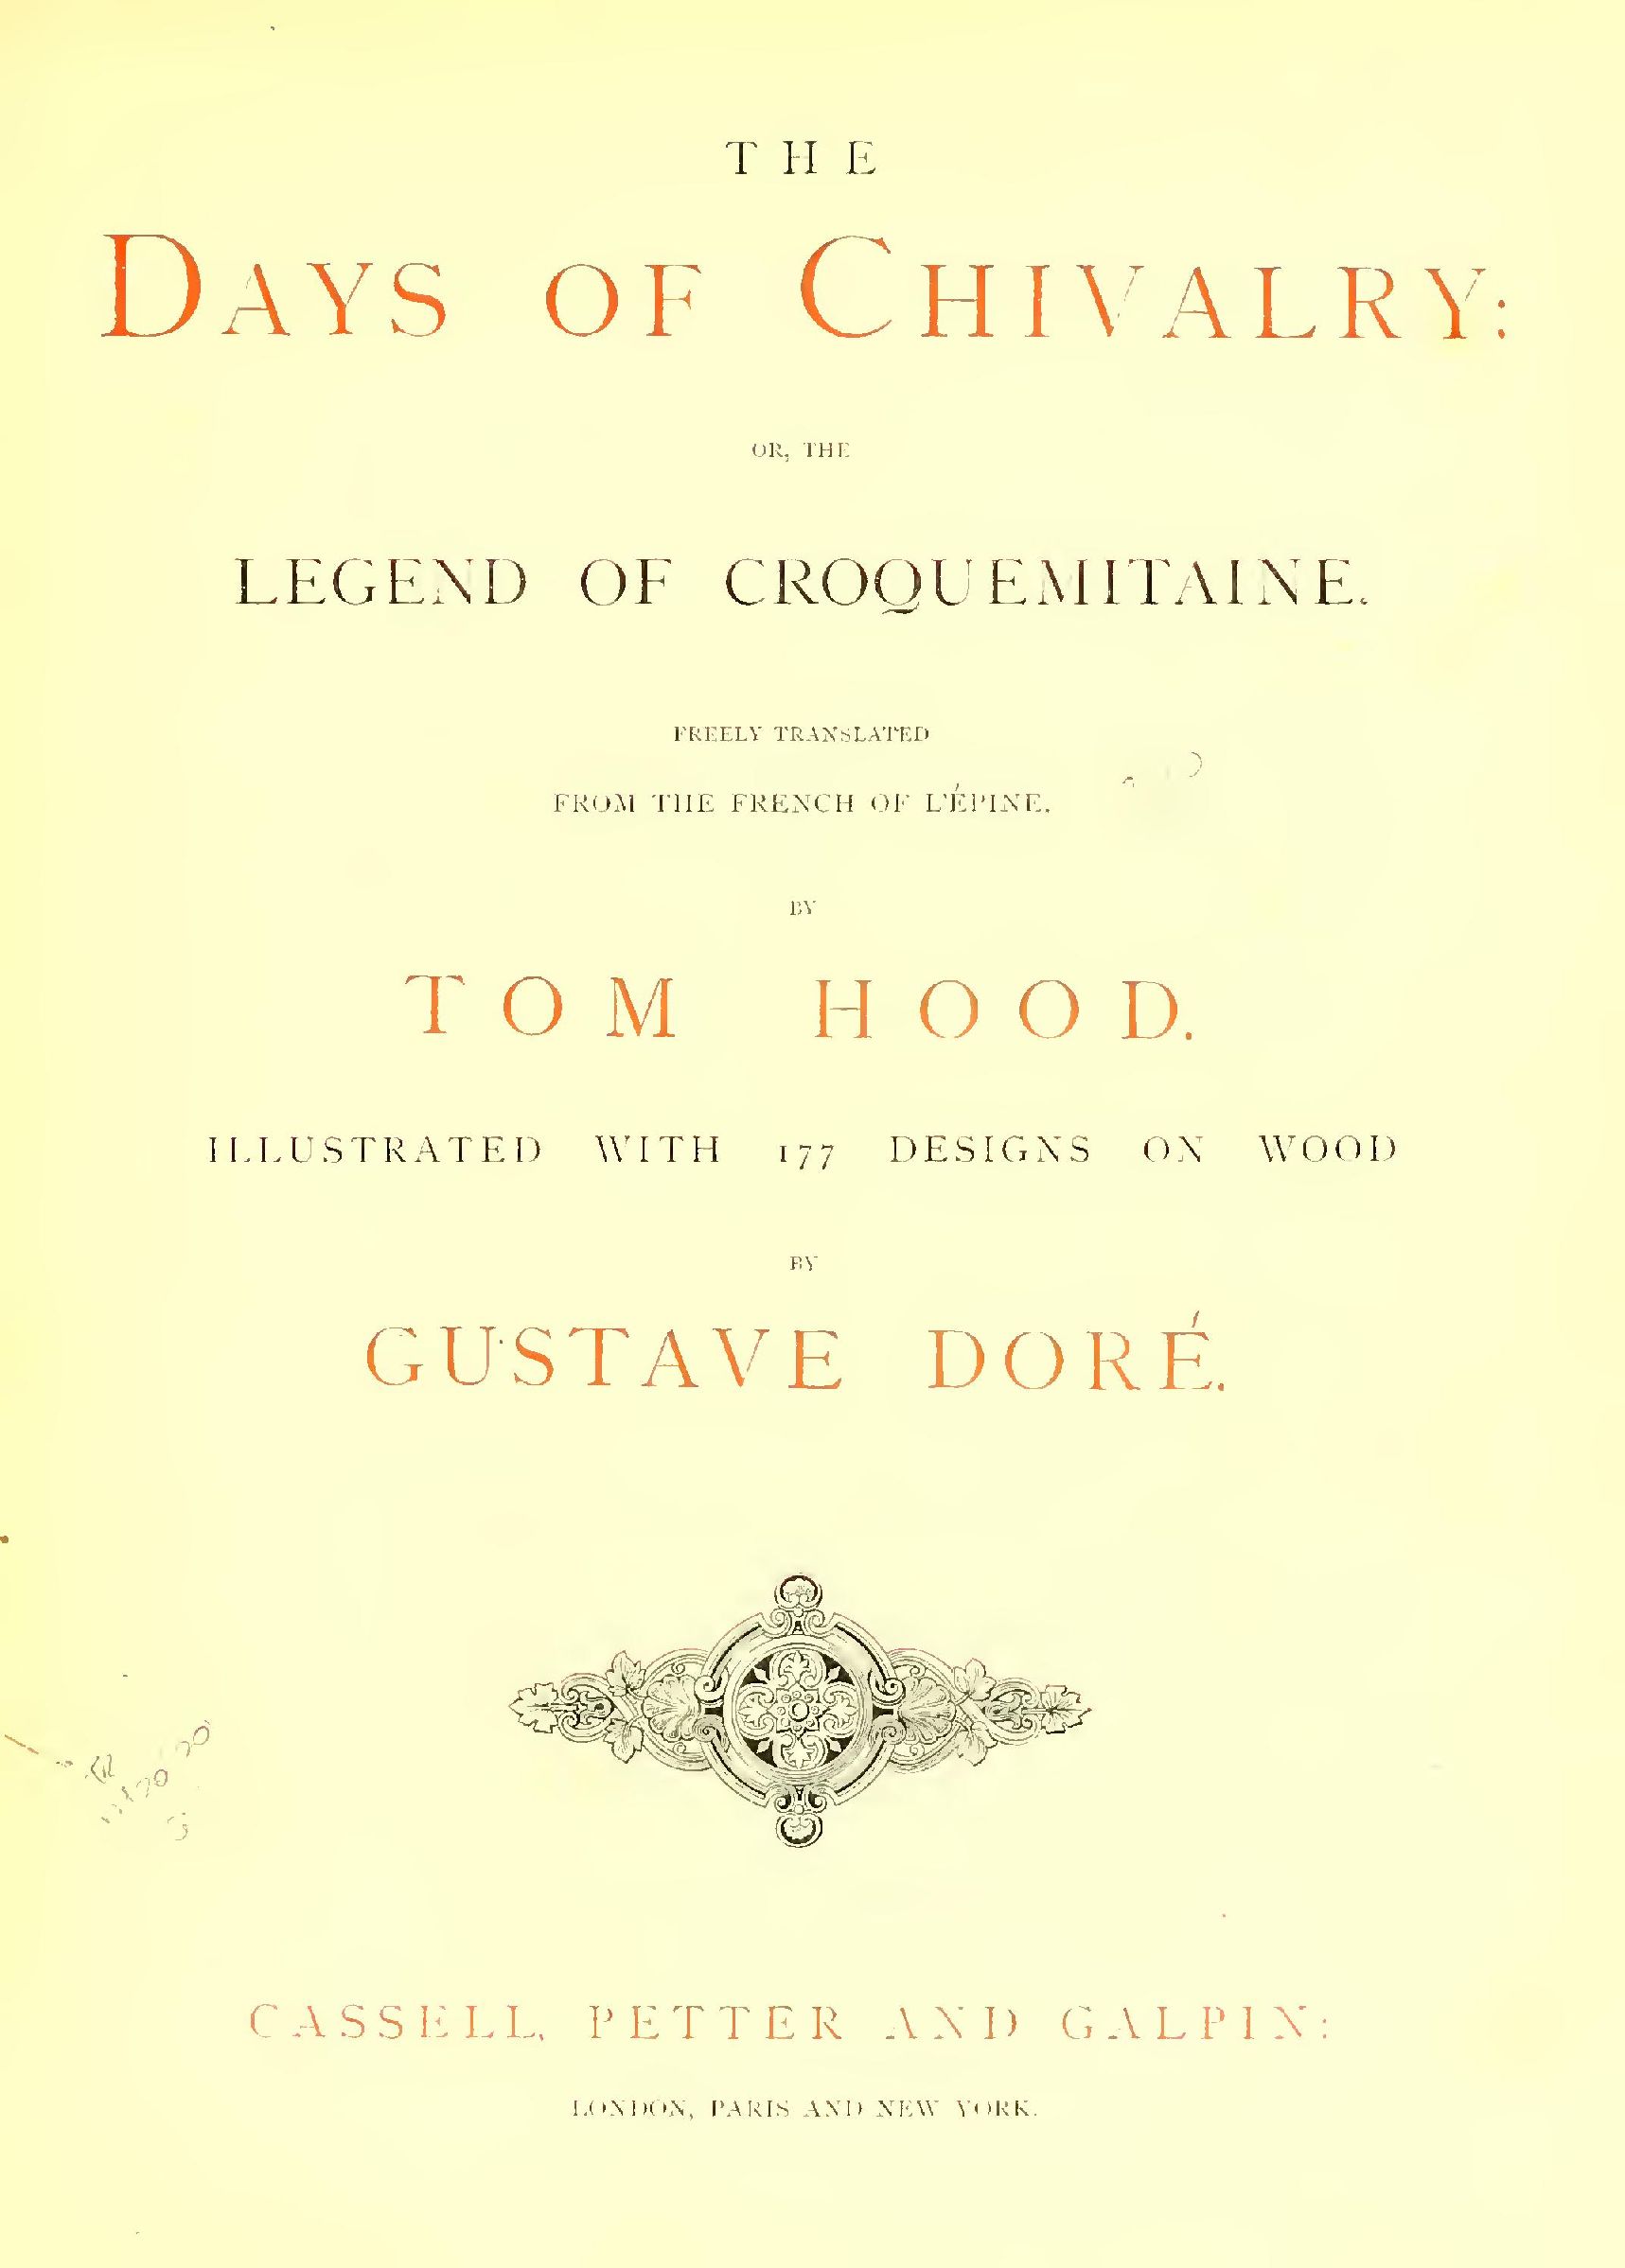 THE
DAYS OF CHIVALRY:
OR, THE
LEGEND OF CROQUEMITAINE.
FREELY TRANSLATED
FROM THE FRENCH OF L'ÉPINE.
BY
TOM HOOD.
ILLUSTRATED WITH 177 DESIGNS ON WOOD
BY
GUSTAVE DORÉ.
CASSELL, PETTER AND GALPIN:
LONDON, PARIS AND NEW YORK.